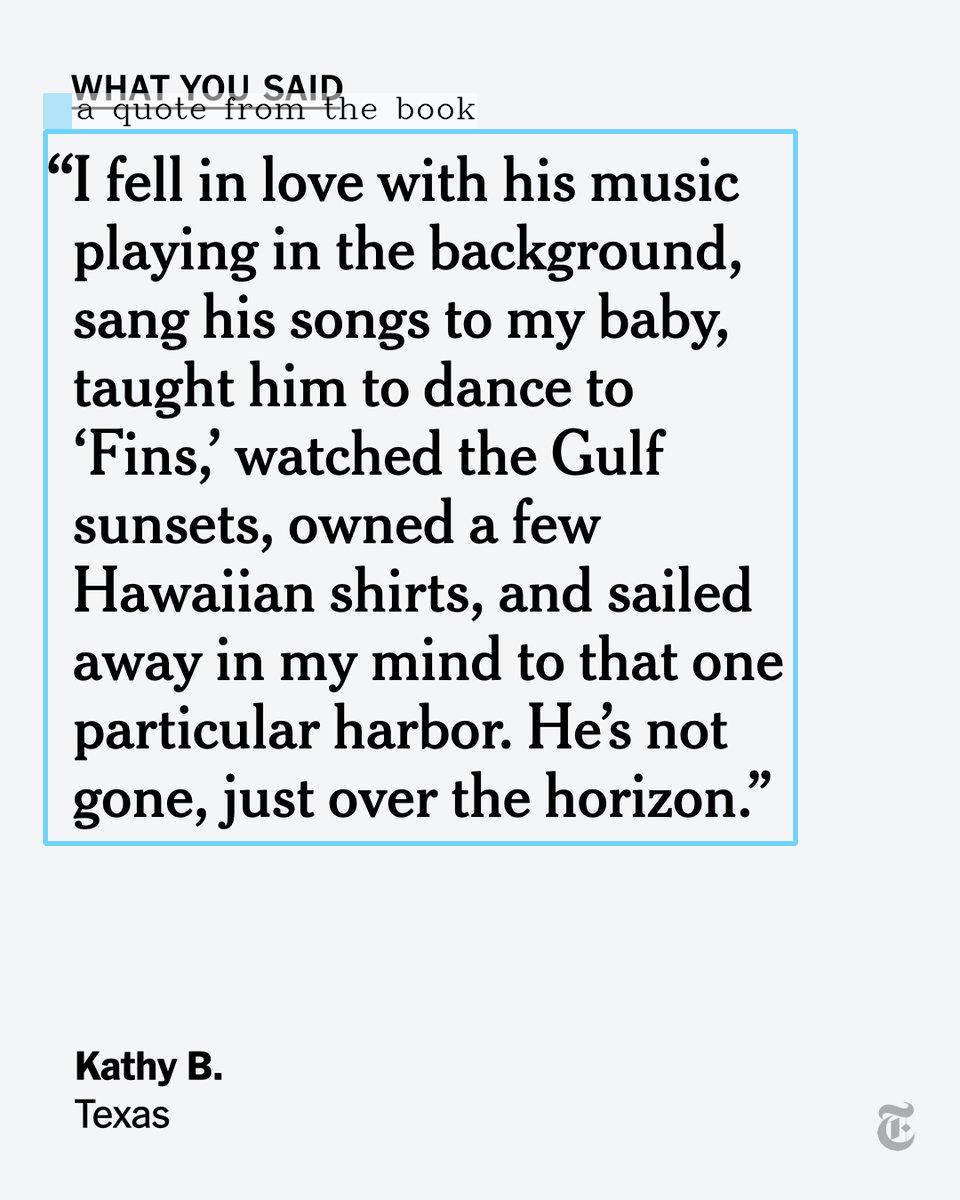 WHAT YOU SAID
a quote from the book
“I fell in love with his music
playing in the background,
sang his songs to my baby,
taught him to dance to
‘Fins,’ watched the Gulf
sunsets, owned a few
Hawaiian shirts, and sailed
away in my mind to that one
particular harbor. He’s not
gone, just over the horizon.”
Kathy B.
Texas
T